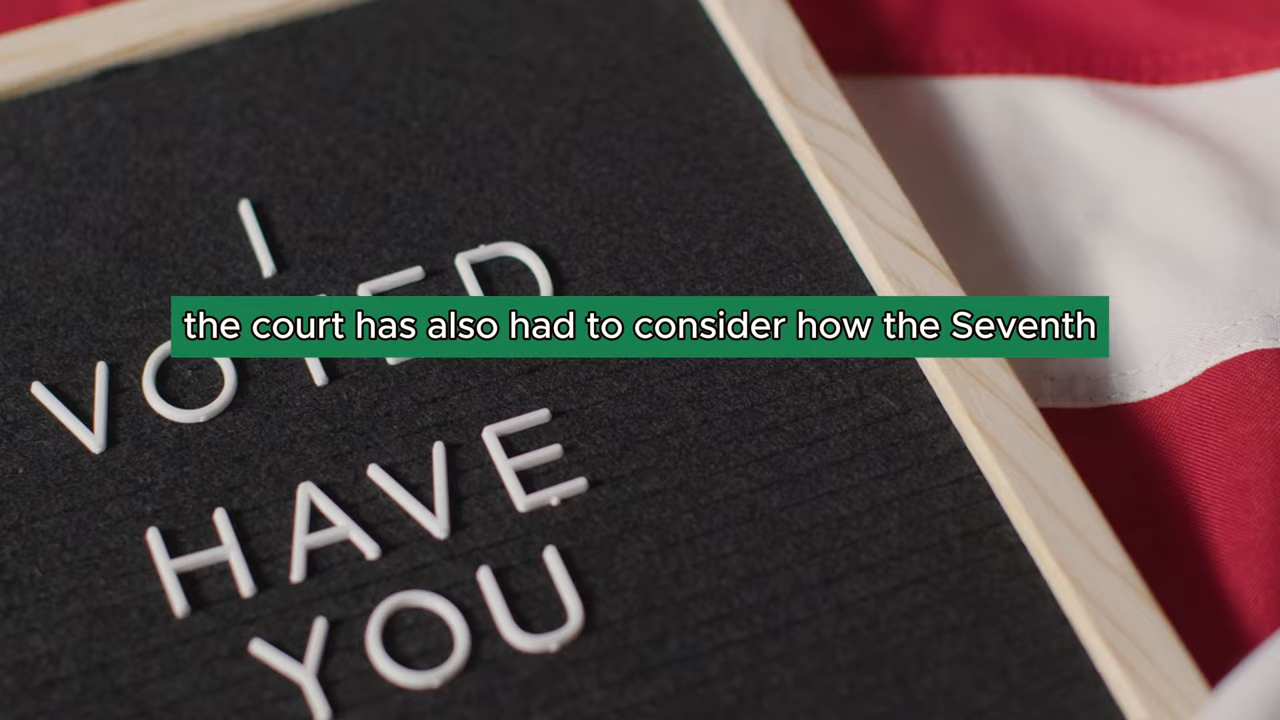 I
VOTED
the court has also had to consider how the Seventh
HAVE
YOU